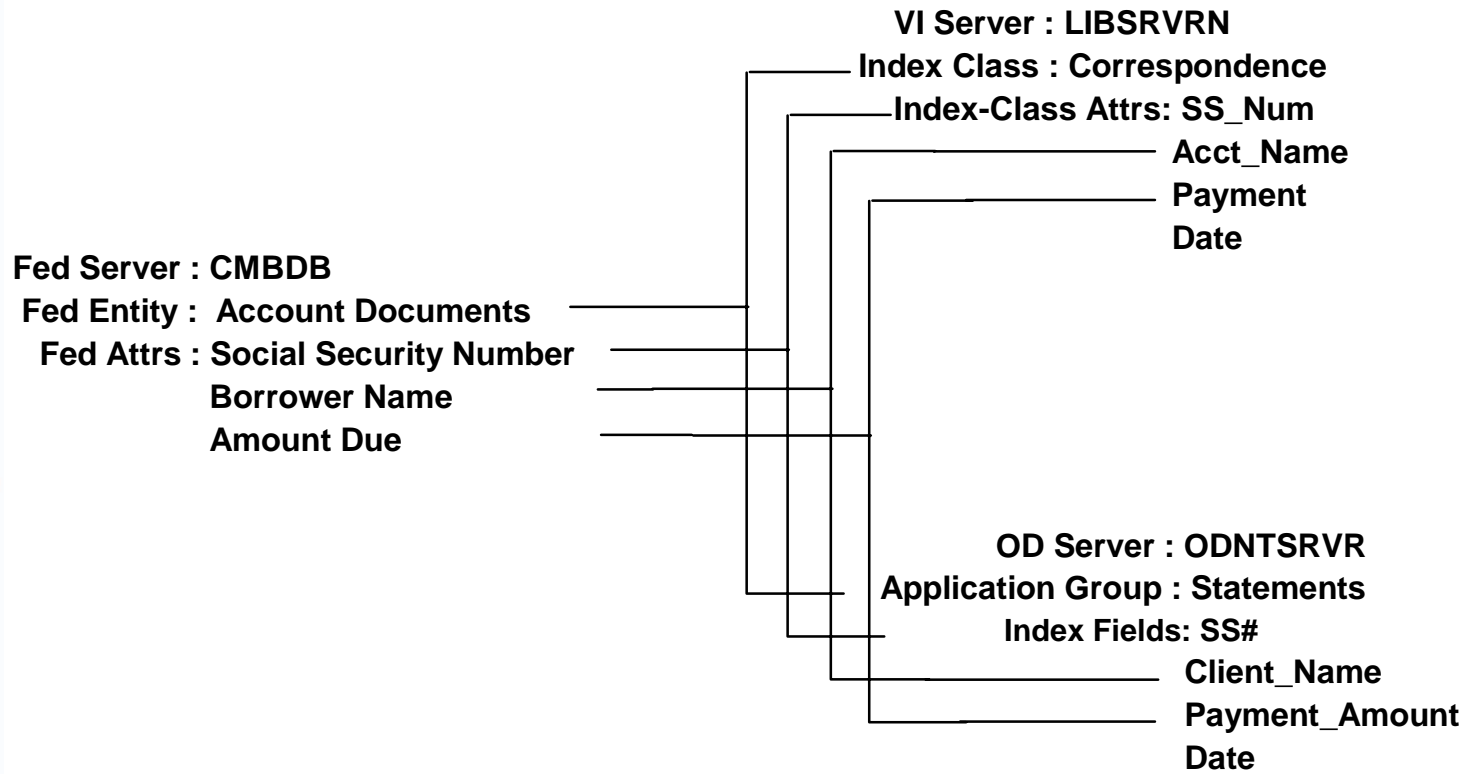 VI Server : LIBSRVRN
Index Class : Correspondence
Index-Class Attrs: SS_Num
Acct_Name
Payment
Date
Fed Server : CMBDB
Fed Entity : Account Documents
Fed Attrs : Social Security Number
Borrower Name
Amount Due
OD Server : ODNTSRVR
Application Group : Statements
Index Fields: SS#
Client_Name
Payment_Amount
Date